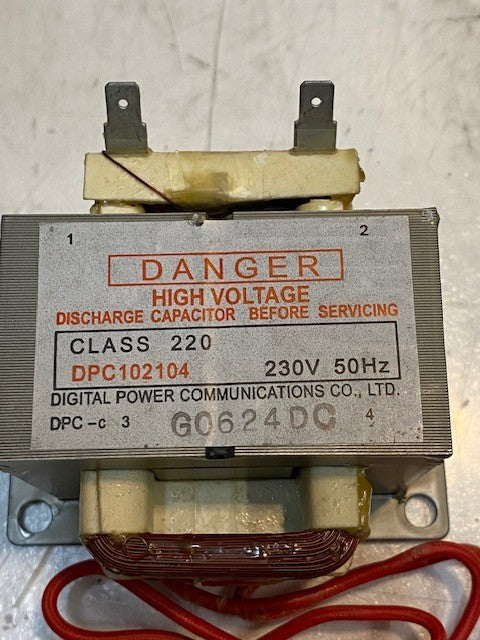 1 2
DANGER
HIGH VOLTAGE
DISCHARGE CAPACITOR BEFORE SERVICING
CLASS 220
DPC102104 230V 50Hz
DIGITAL POWER COMMUNICATIONS CO., LTD.
DPC-c 3 G0624DC 4